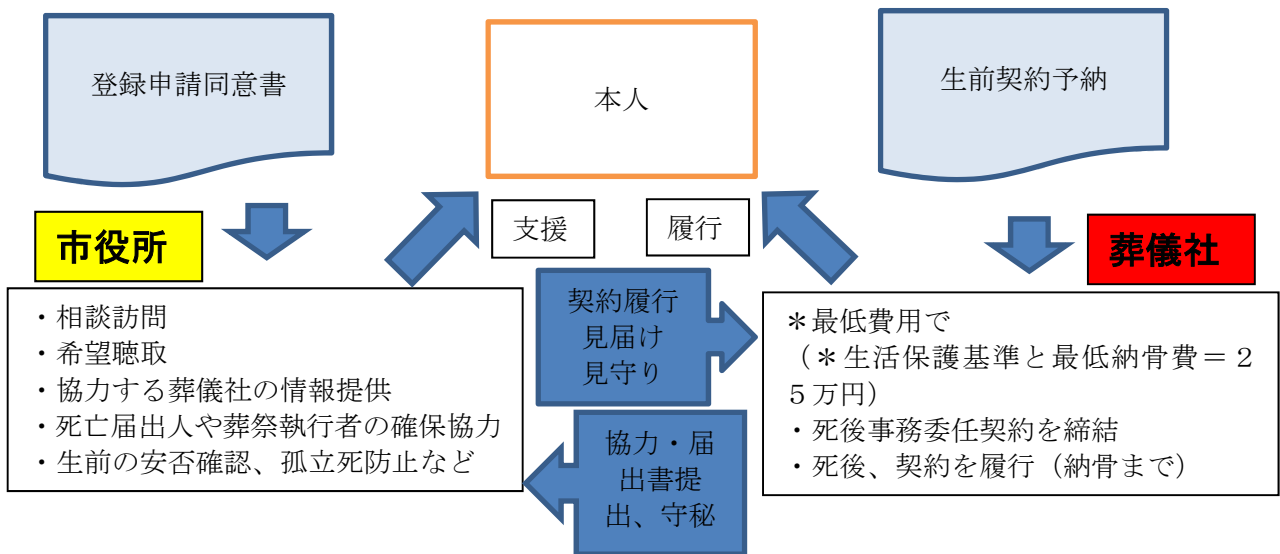 登録申請同意書
本人
生前契約予納
市役所
支援
履行
葬儀社
・相談訪問
・希望聴取
・協力する葬儀社の情報提供
・死亡届出人や葬祭執行者の確保協力
・生前の安否確認、孤立死防止など
契約履行
見届け
見守り
協力・届
出書提
出、守秘
＊最低費用で
（＊生活保護基準と最低納骨費＝２
５万円）
・死後事務委任契約を締結
・死後、契約を履行（納骨まで）